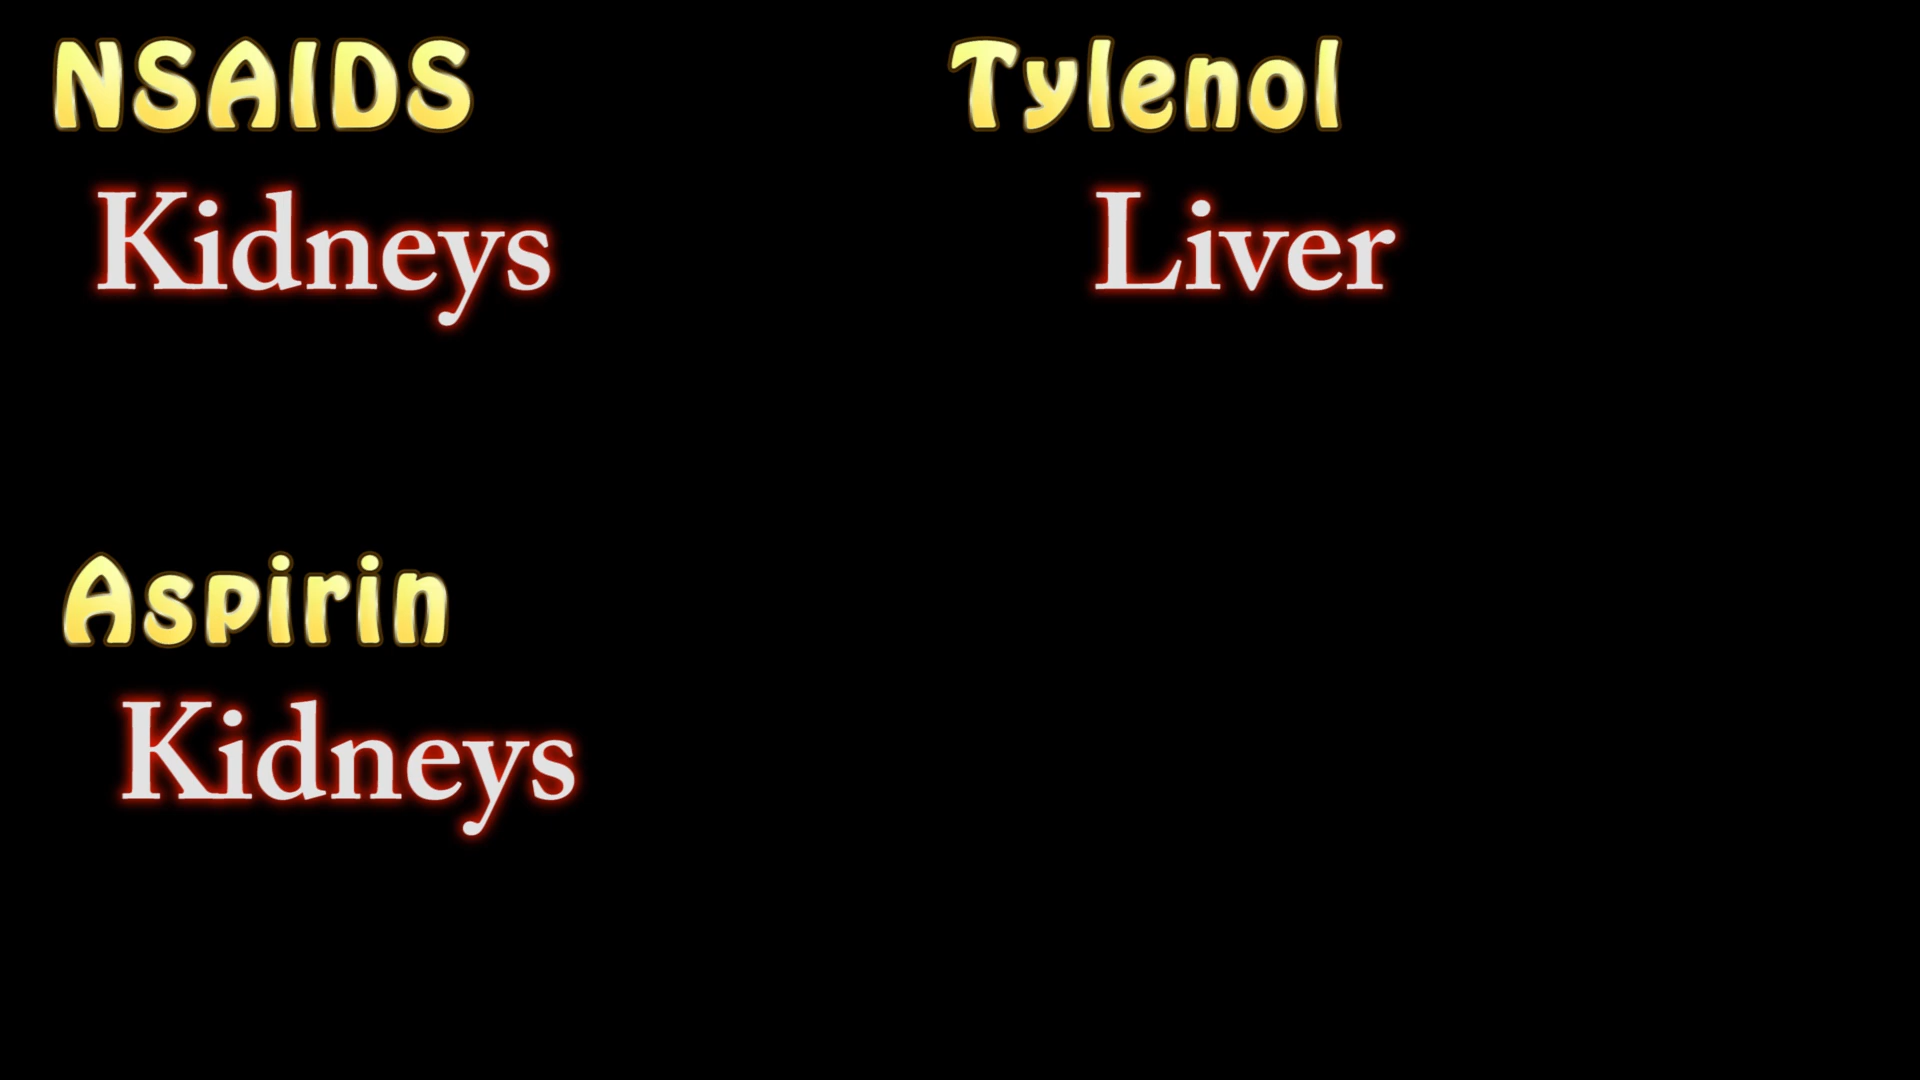 NSAIDS
Kidneys
Tylenol
Liver
Aspirin
Kidneys